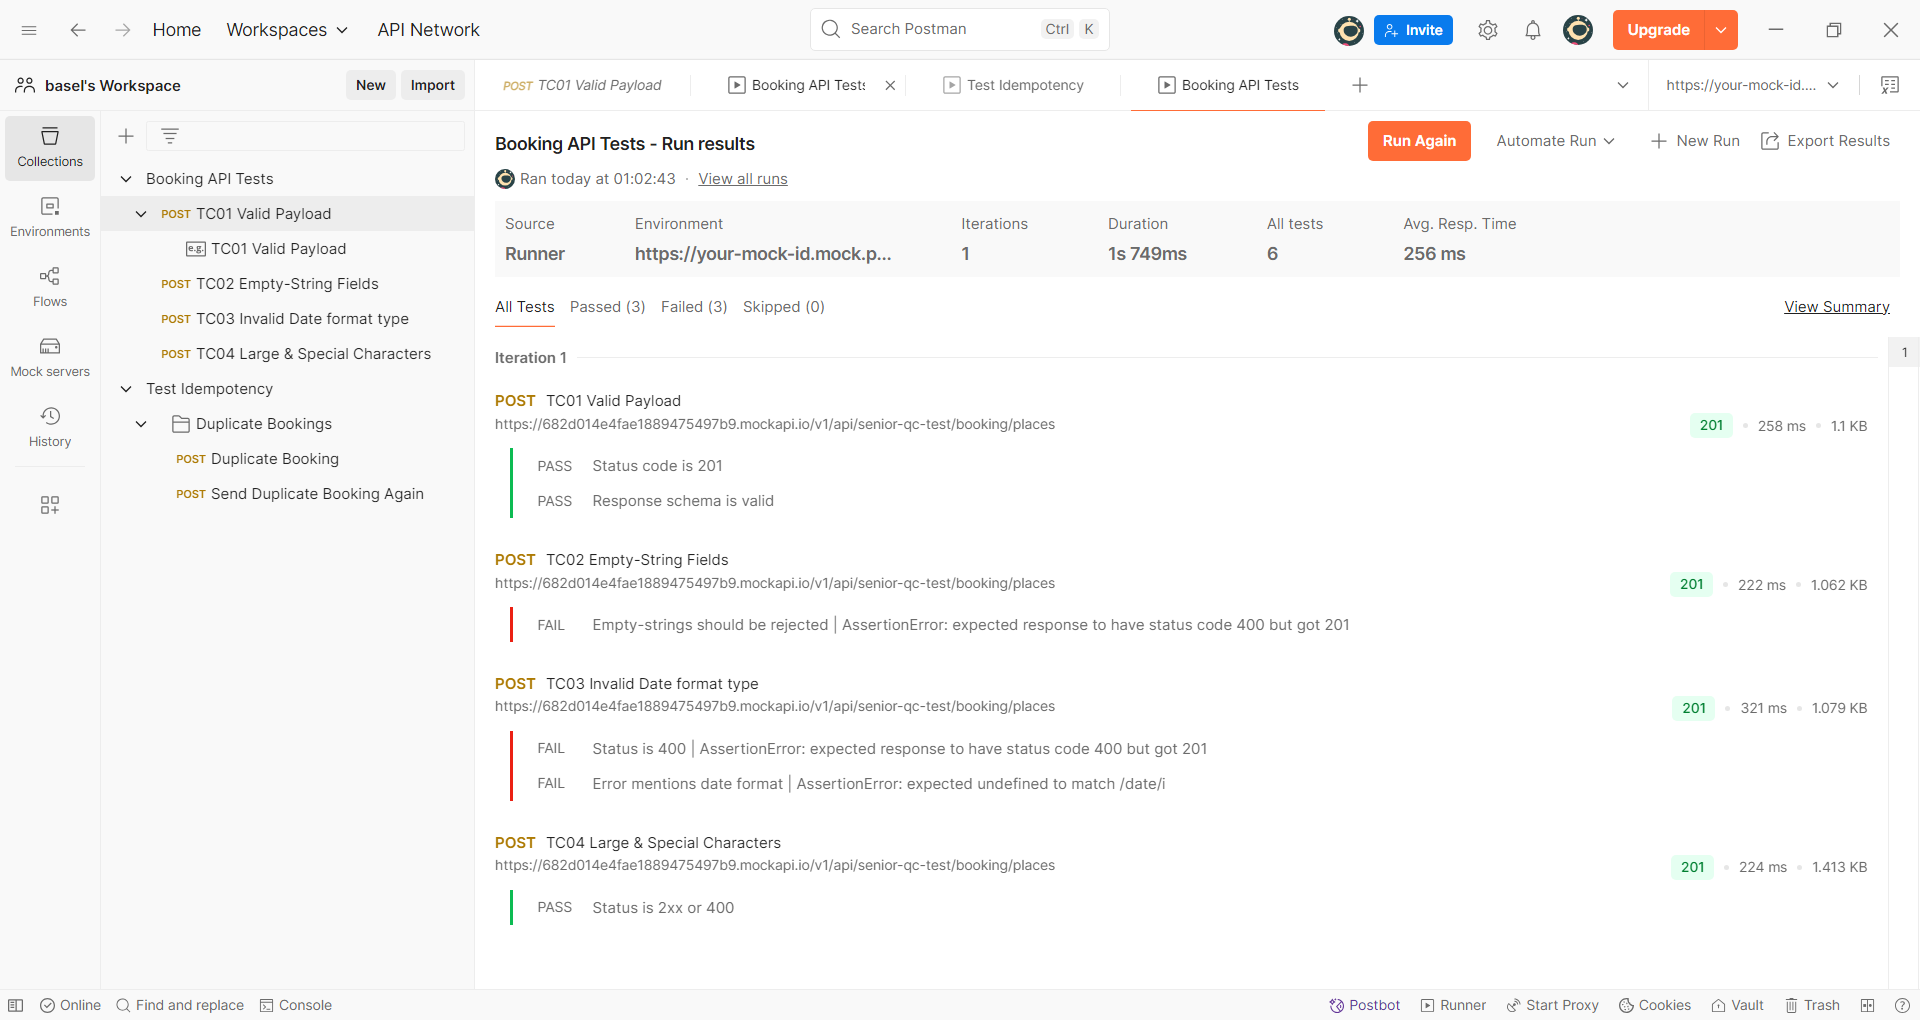 Home
Workspaces
API Network
Search Postman
Ctrl K
Invite
Upgrade
basel's Workspace
New
Import
POST TC01 Valid Payload
Booking API Tests
Test Idempotency
Booking API Tests
https://your-mock-id....
Collections
Environments
Flows
Mock servers
History
Booking API Tests
POST TC01 Valid Payload
e.g. TC01 Valid Payload
POST TC02 Empty-String Fields
POST TC03 Invalid Date format type
POST TC04 Large & Special Characters
Test Idempotency
Duplicate Bookings
POST Duplicate Booking
POST Send Duplicate Booking Again
Booking API Tests - Run results
Run Again
Automate Run
New Run
Export Results
Ran today at 01:02:43 · View all runs
Source Environment Iterations Duration All tests Avg. Resp. Time
Runner https://your-mock-id.mock.p... 1 1s 749ms 6 256 ms
All Tests Passed (3) Failed (3) Skipped (0)
View Summary
Iteration 1
1
POST TC01 Valid Payload
https://682d014e4fae1889475497b9.mockapi.io/v1/api/senior-qc-test/booking/places
201 258 ms 1.1 KB
PASS Status code is 201
PASS Response schema is valid
POST TC02 Empty-String Fields
https://682d014e4fae1889475497b9.mockapi.io/v1/api/senior-qc-test/booking/places
201 222 ms 1.062 KB
FAIL Empty-strings should be rejected | AssertionError: expected response to have status code 400 but got 201
POST TC03 Invalid Date format type
https://682d014e4fae1889475497b9.mockapi.io/v1/api/senior-qc-test/booking/places
201 321 ms 1.079 KB
FAIL Status is 400 | AssertionError: expected response to have status code 400 but got 201
FAIL Error mentions date format | AssertionError: expected undefined to match /date/i
POST TC04 Large & Special Characters
https://682d014e4fae1889475497b9.mockapi.io/v1/api/senior-qc-test/booking/places
201 224 ms 1.413 KB
PASS Status is 2xx or 400
Online
Find and replace
Console
Postbot
Runner
Start Proxy
Cookies
Vault
Trash